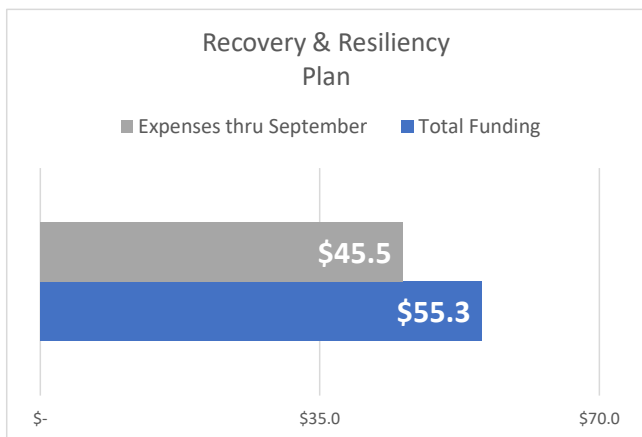 Recovery & Resiliency
Plan
Expenses thru September Total Funding
$45.5
$55.3
$- $35.0 $70.0